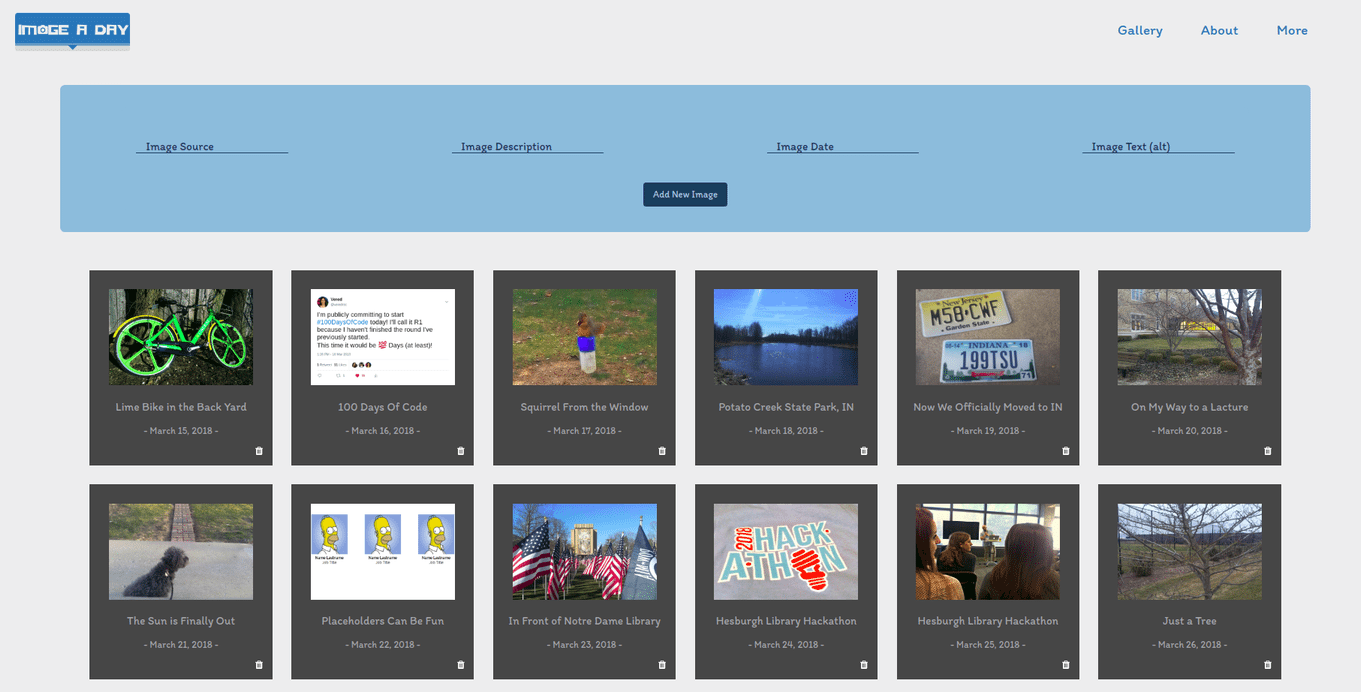 IMAGE A DAY
Gallery
About
More
Image Source
Image Description
Image Date
Image Text (alt)
Add New Image
I'm publicly committing to start
#100DaysOfCode today! I'll call it R1
because I haven't finished the round I've
previously started.
This time it would be 💯 Days (at least)!
New Jersey
M5B·CWF
Garden State
INDIANA
18
199TSU
71
Lime Bike in the Back Yard
100 Days Of Code
Squirrel From the Window
Potato Creek State Park, IN
Now We Officially Moved to IN
On My Way to a Lacture
- March 15, 2018 -
- March 16, 2018 -
- March 17, 2018 -
- March 18, 2018 -
- March 19, 2018 -
- March 20, 2018 -
Name Lastname
Job Title
Name Lastname
Job Title
Name Lastname
Job Title
2018
HACK
ATHON
The Sun is Finally Out
Placeholders Can Be Fun
In Front of Notre Dame Library
Hesburgh Library Hackathon
Hesburgh Library Hackathon
Just a Tree
- March 21, 2018 -
- March 22, 2018 -
- March 23, 2018 -
- March 24, 2018 -
- March 25, 2018 -
- March 26, 2018 -